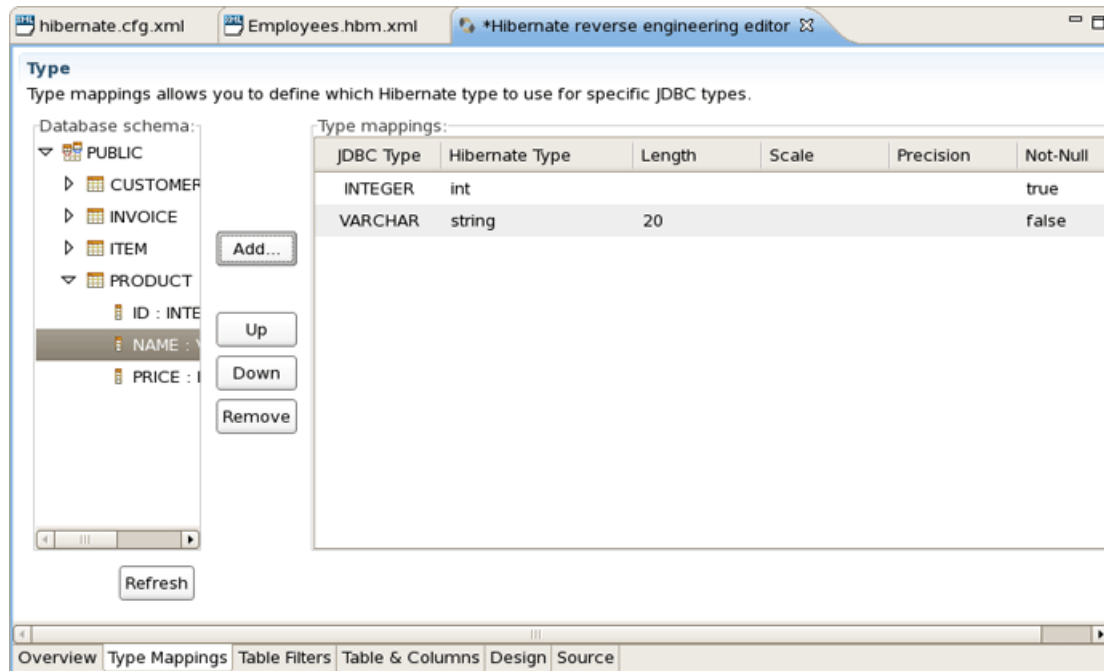 hibernate.cfg.xml Employees.hbm.xml *Hibernate reverse engineering editor
Type
Type mappings allows you to define which Hibernate type to use for specific JDBC types.
Database schema: Type mappings:
PUBLIC
CUSTOMER
INVOICE
ITEM
PRODUCT
ID : INTE
NAME :
PRICE :
Add...
Up
Down
Remove
Refresh
JDBC Type Hibernate Type Length Scale Precision Not-Null
INTEGER int true
VARCHAR string 20 false
Overview Type Mappings Table Filters Table & Columns Design Source